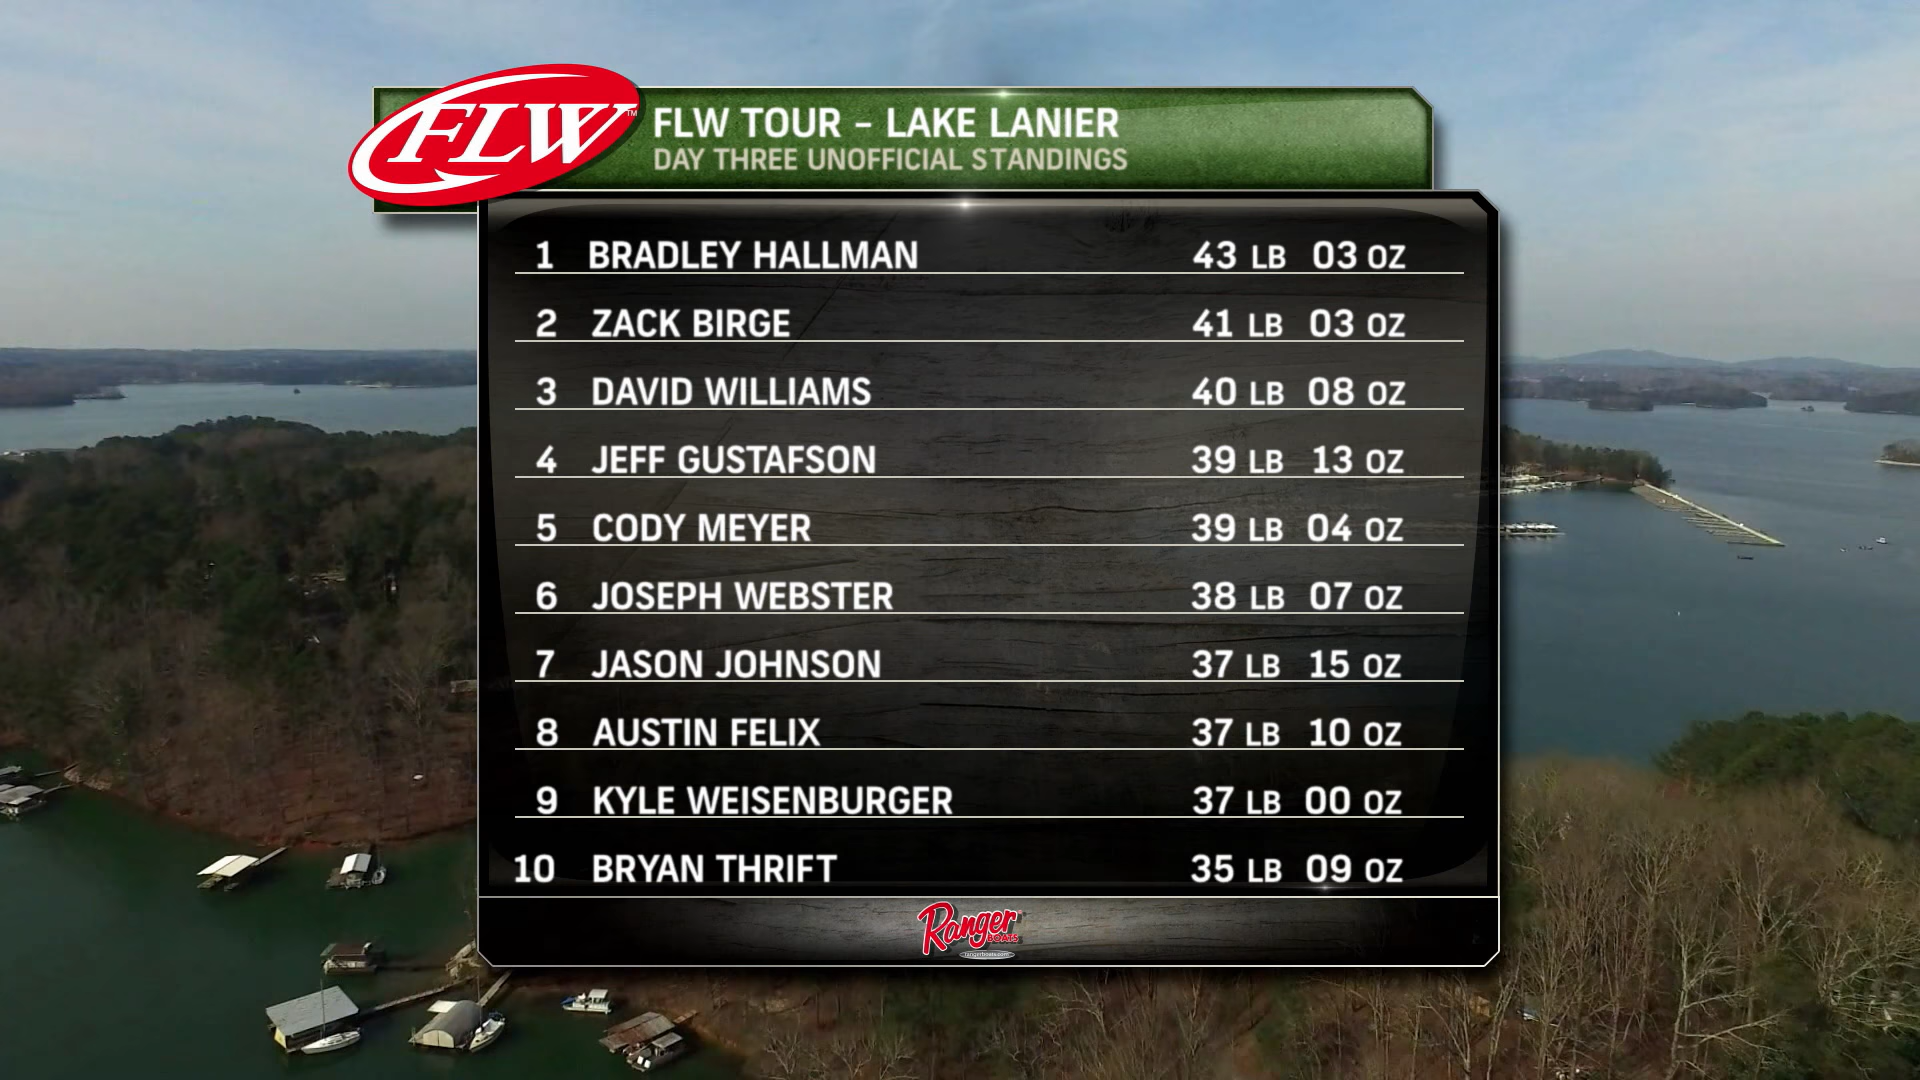 FLW™
FLW TOUR – LAKE LANIER
DAY THREE UNOFFICIAL STANDINGS
1 BRADLEY HALLMAN 43 LB 03 OZ
2 ZACK BIRGE 41 LB 03 OZ
3 DAVID WILLIAMS 40 LB 08 OZ
4 JEFF GUSTAFSON 39 LB 13 OZ
5 CODY MEYER 39 LB 04 OZ
6 JOSEPH WEBSTER 38 LB 07 OZ
7 JASON JOHNSON 37 LB 15 OZ
8 AUSTIN FELIX 37 LB 10 OZ
9 KYLE WEISENBURGER 37 LB 00 OZ
10 BRYAN THRIFT 35 LB 09 OZ
Ranger
BOATS
rangerboats.com